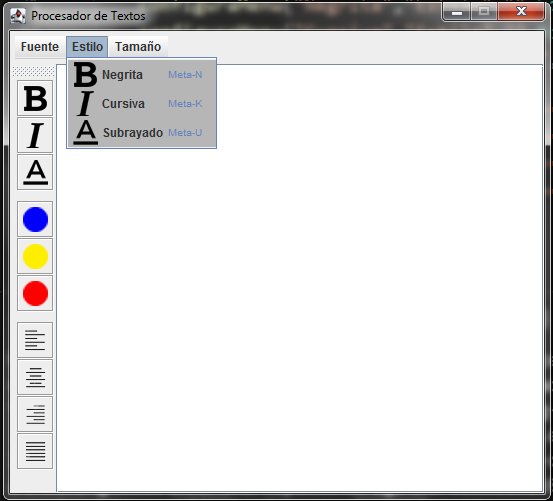 Procesador de Textos
Fuente Estilo Tamaño
B Negrita Meta-N
I Cursiva Meta-K
A Subrayado Meta-U
B
I
A